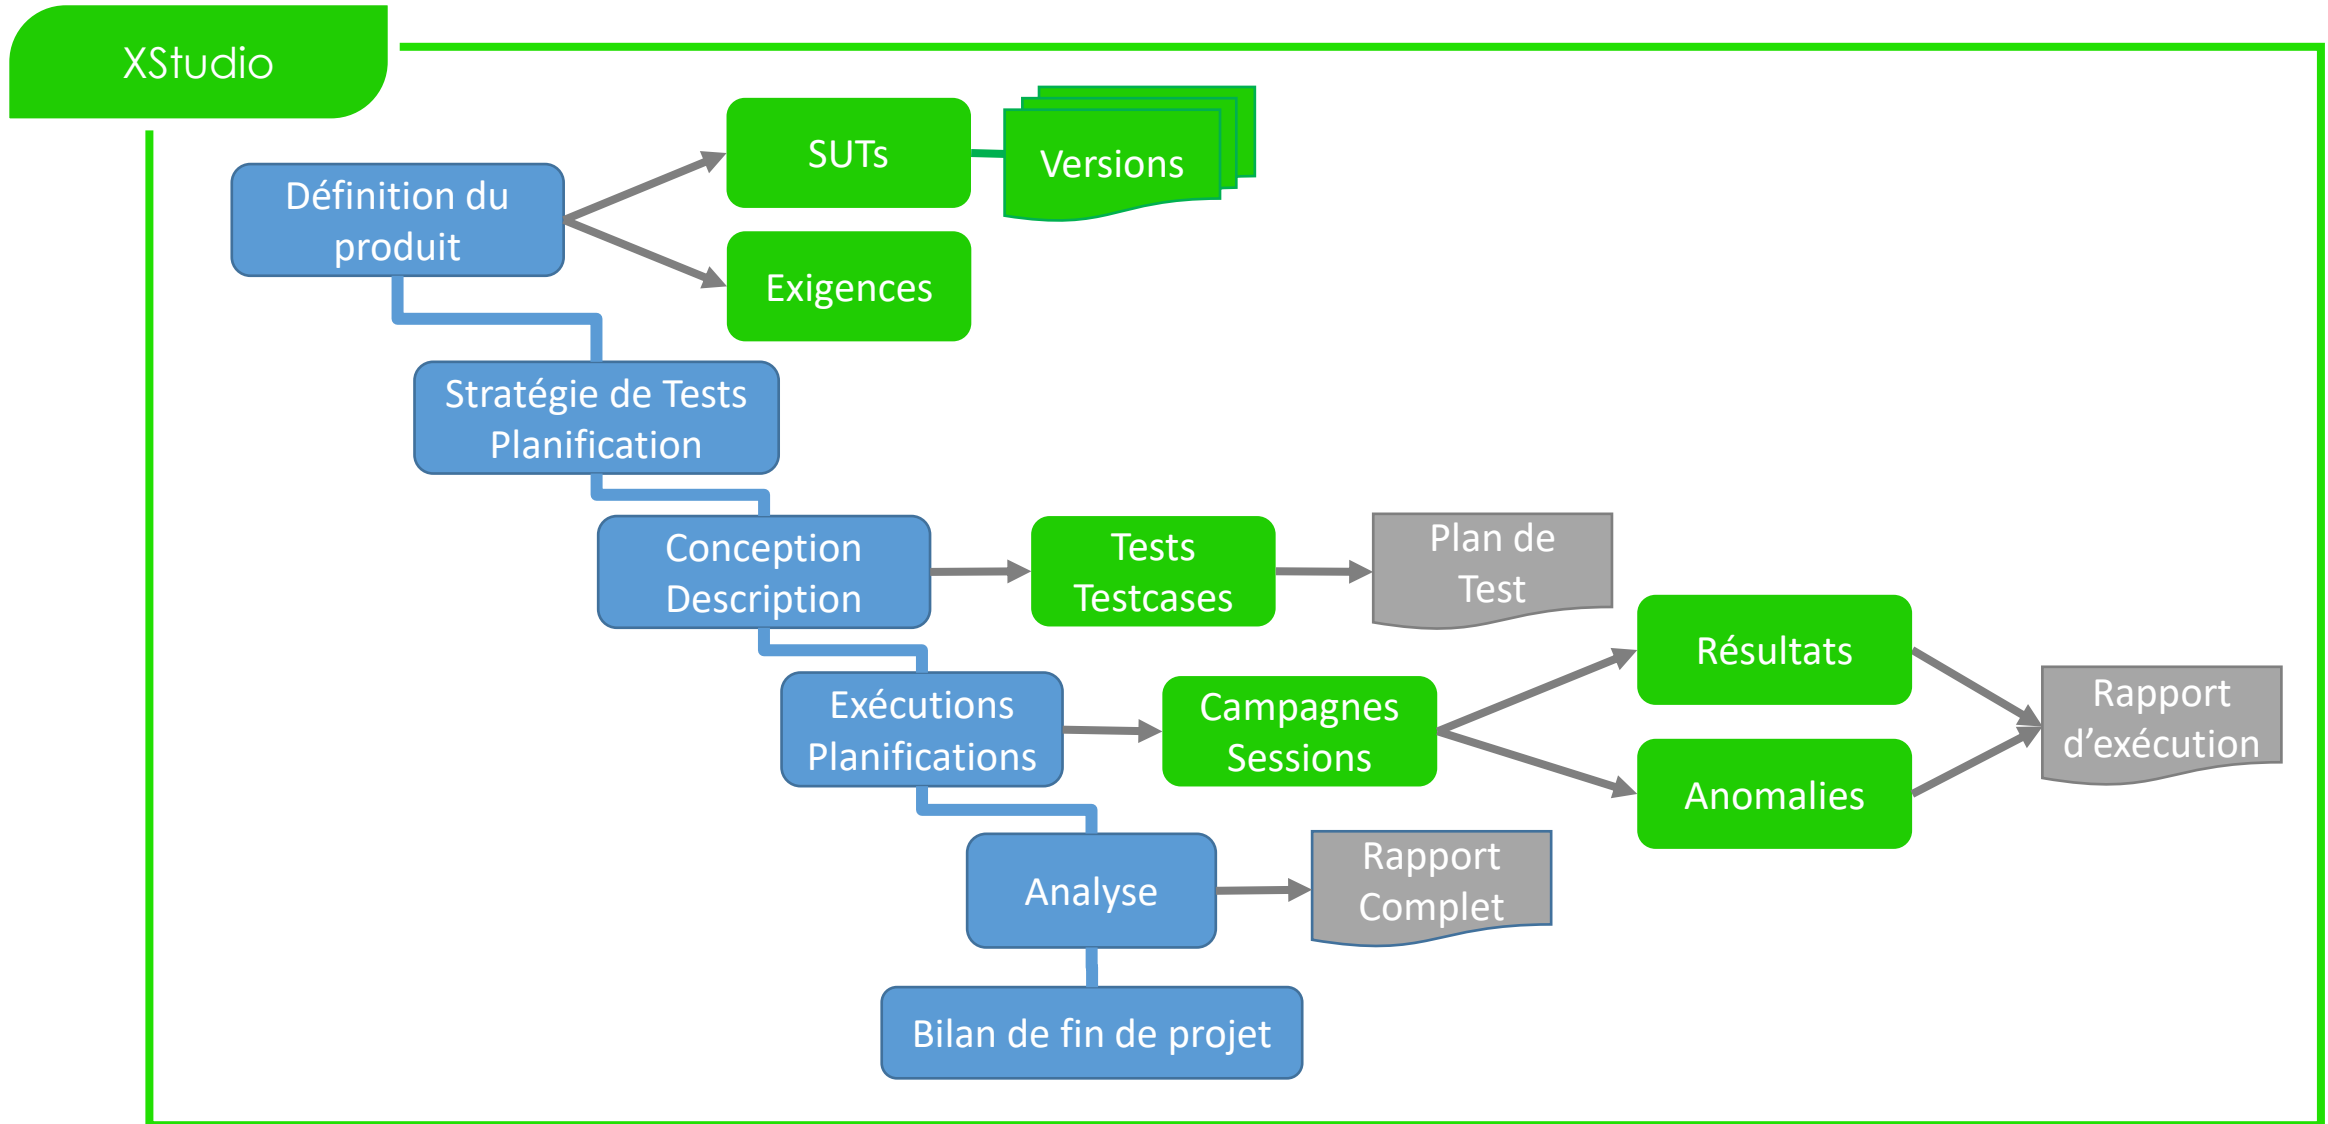 XStudio
SUTs
Versions
Définition du
produit
Exigences
Stratégie de Tests
Planification
Conception
Description
Tests
Testcases
Plan de
Test
Exécutions
Planifications
Campagnes
Sessions
Résultats
Anomalies
Rapport
d’exécution
Analyse
Rapport
Complet
Bilan de fin de projet